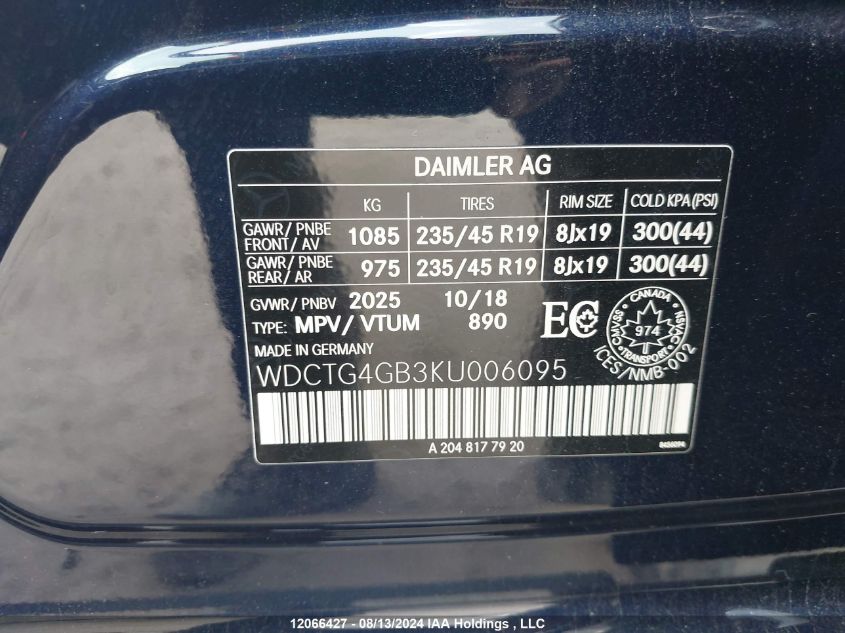 DAIMLER AG
KG TIRES RIM SIZE COLD KPA (PSI)
GAWR/ PNBE FRONT/ AV 1085 235/45 R19 8Jx19 300(44)
GAWR/ PNBE REAR/ AR 975 235/45 R19 8Jx19 300(44)
GVWR/ PNBV 2025 10/18
TYPE: MPV/ VTUM 890
EC
CANADA
CMVSS NSVAC
974
TRANSPORT
ICES/NMB-002
MADE IN GERMANY
WDCTG4GB3KU006095
A 204 817 79 20
12066427 - 08/13/2024 IAA Holdings , LLC